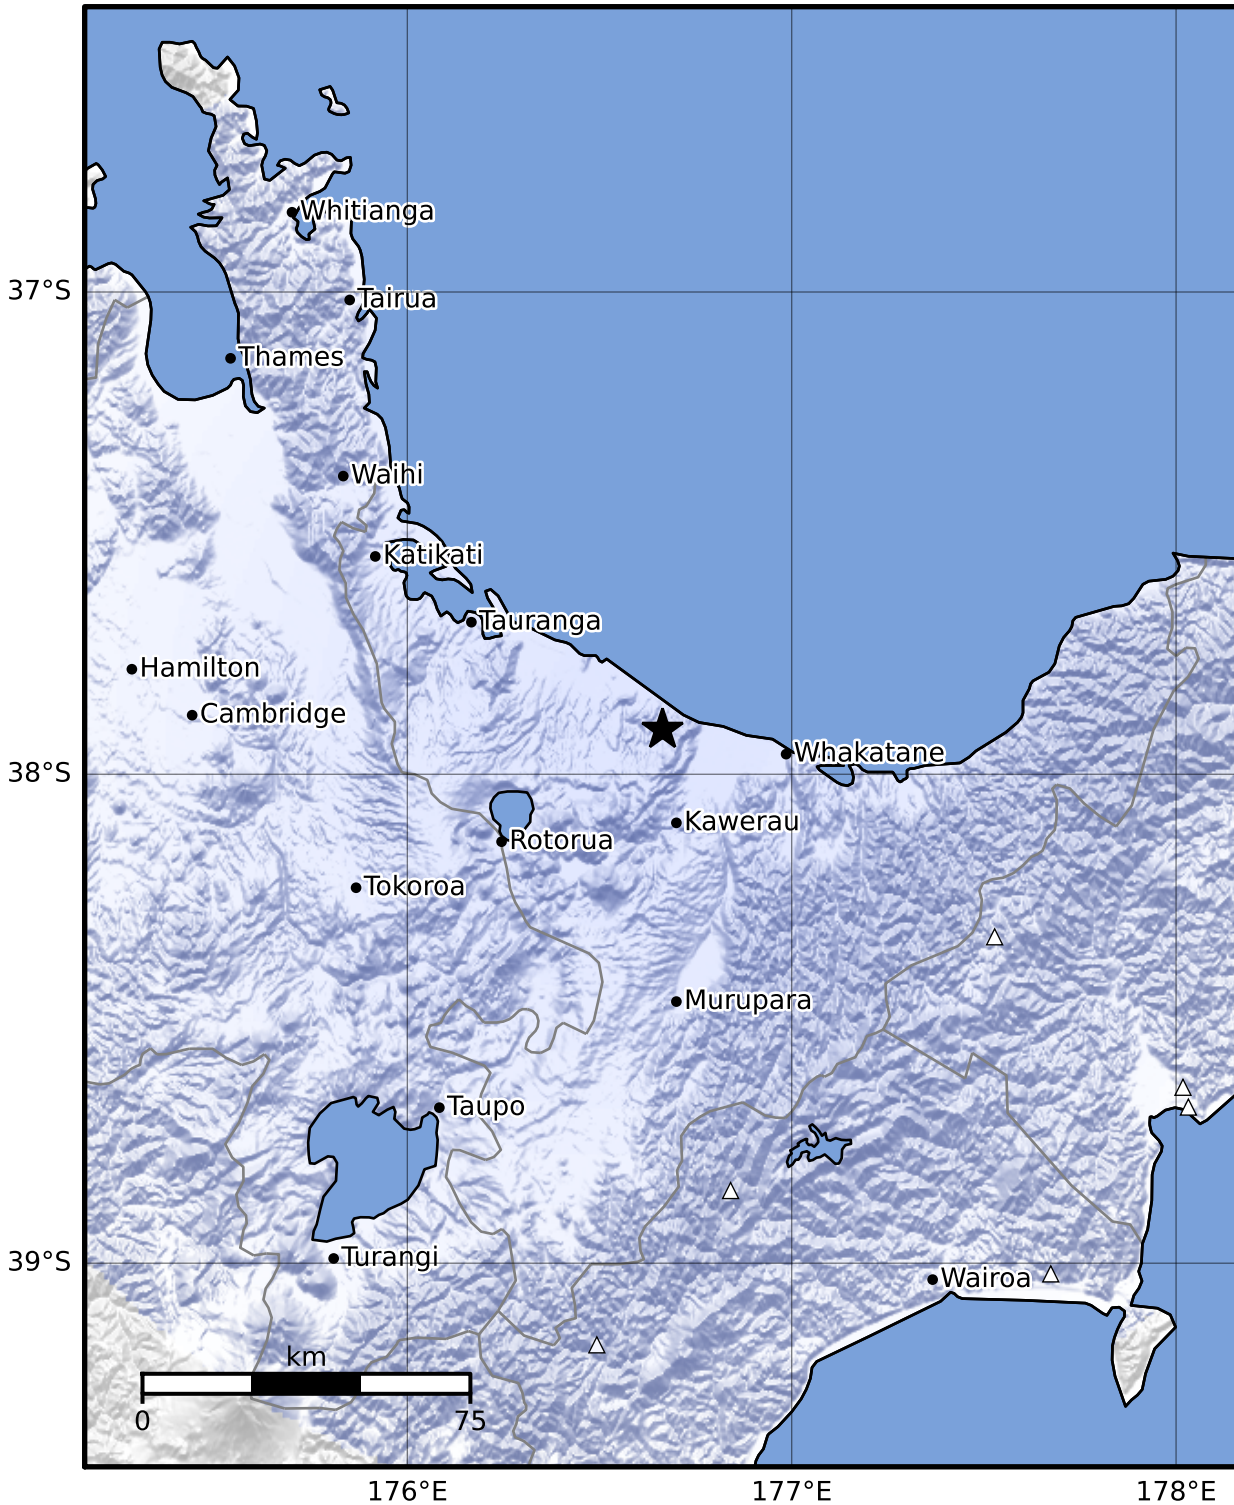 Whitianga
37°S
Tairua
Thames
Waihi
Katikati
Tauranga
Hamilton
Cambridge
Whakatane
38°S
Kawerau
Rotorua
Tokoroa
Murupara
Taupo
Turangi
39°S
Wairoa
km
0 75
176°E 177°E 178°E